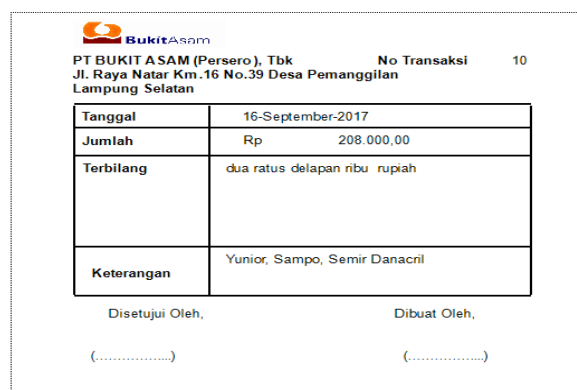 BukitAsam
PT BUKIT ASAM (Persero), Tbk No Transaksi 10
Jl. Raya Natar Km.16 No.39 Desa Pemanggilan
Lampung Selatan
Tanggal 16-September-2017
Jumlah Rp 208.000,00
Terbilang dua ratus delapan ribu rupiah
Keterangan Yunior, Sampo, Semir Danacril
Disetujui Oleh, Dibuat Oleh,
(……………...) (……………...)